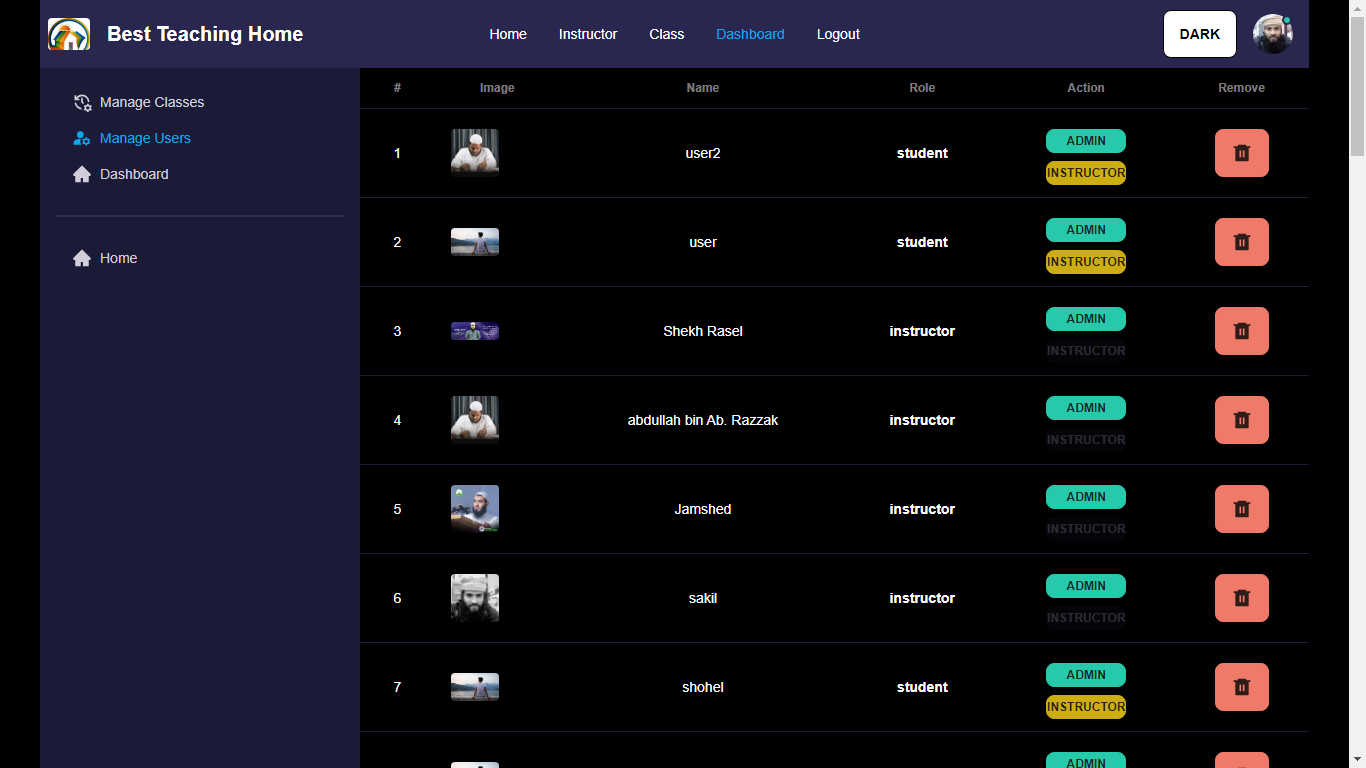 Best Teaching Home
Home Instructor Class Dashboard Logout
DARK
Manage Classes
Manage Users
Dashboard
Home
# Image Name Role Action Remove
1 user2 student ADMIN
INSTRUCTOR
2 user student ADMIN
INSTRUCTOR
3 Shekh Rasel instructor ADMIN
INSTRUCTOR
4 abdullah bin Ab. Razzak instructor ADMIN
INSTRUCTOR
5 Jamshed instructor ADMIN
INSTRUCTOR
6 sakil instructor ADMIN
INSTRUCTOR
7 shohel student ADMIN
INSTRUCTOR
ADMIN